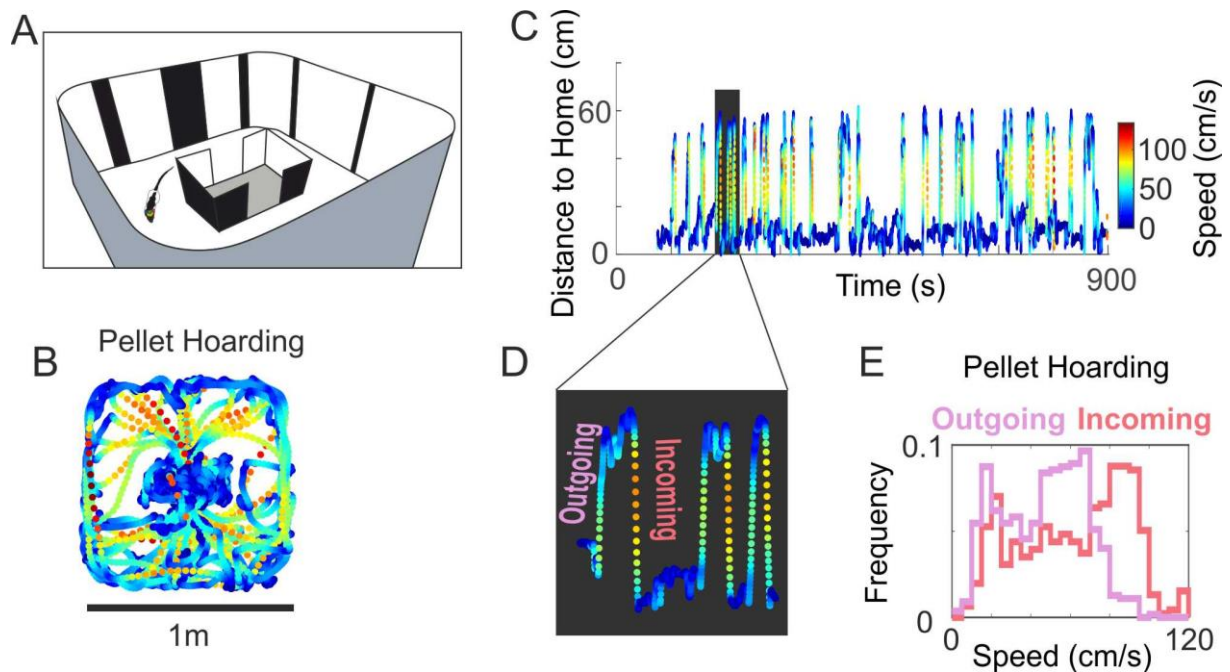 A
C
Distance to Home (cm)
60
0
0
Time (s)
900
100
50
0
Speed (cm/s)
Pellet Hoarding
B
1m
D
Outgoing
Incoming
E
Pellet Hoarding
Outgoing Incoming
Frequency
0.1
0
0
120
Speed (cm/s)